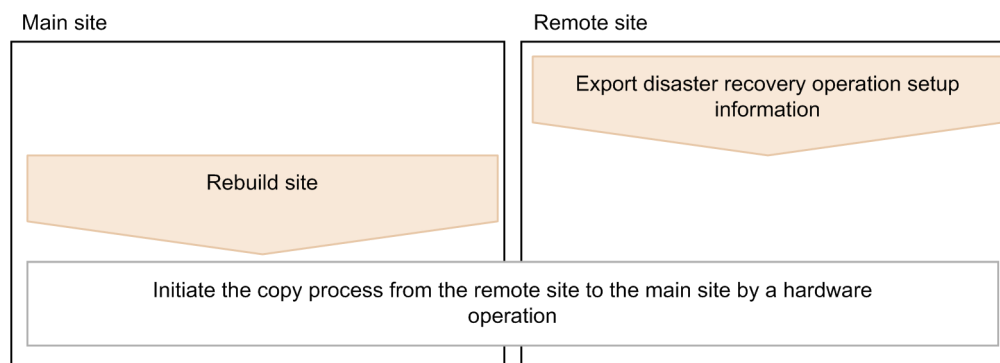 Main site
Remote site
Export disaster recovery operation setup
information
Rebuild site
Initiate the copy process from the remote site to the main site by a hardware
operation